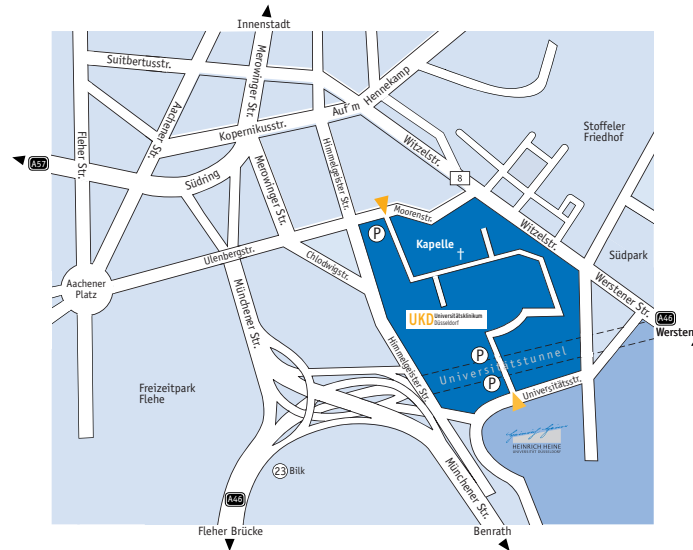 Innenstadt
Suitbertusstr.
Merowinger Str.
Aachener Str.
Auf'm Hennekamp
Kopernikusstr.
Fleher Str.
Himmelgeister Str.
Witzelstr.
Stoffeler
Friedhof
A57
Südring
Merowinger Str.
8
Moorenstr.
P
Kapelle
Witzelstr.
Südpark
Ulenbergstr.
Chlodwigstr.
Aachener
Platz
Werstener Str.
Münchener Str.
UKD Universitätsklinikum
Düsseldorf
A46
Wersten
Himmelgeister Str.
P
Universitätstunnel
P
Universitätsstr.
Freizeitpark
Flehe
HEINRICH HEINE
UNIVERSITÄT DÜSSELDORF
23 Bilk
Münchener Str.
A46
Fleher Brücke
Benrath